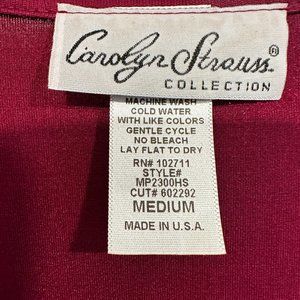 Carolyn Strauss ®
COLLECTION
MACHINE WASH
COLD WATER
WITH LIKE COLORS
GENTLE CYCLE
NO BLEACH
LAY FLAT TO DRY
RN# 102711
STYLE#
MP2300HS
CUT# 602292
MEDIUM
MADE IN U.S.A.